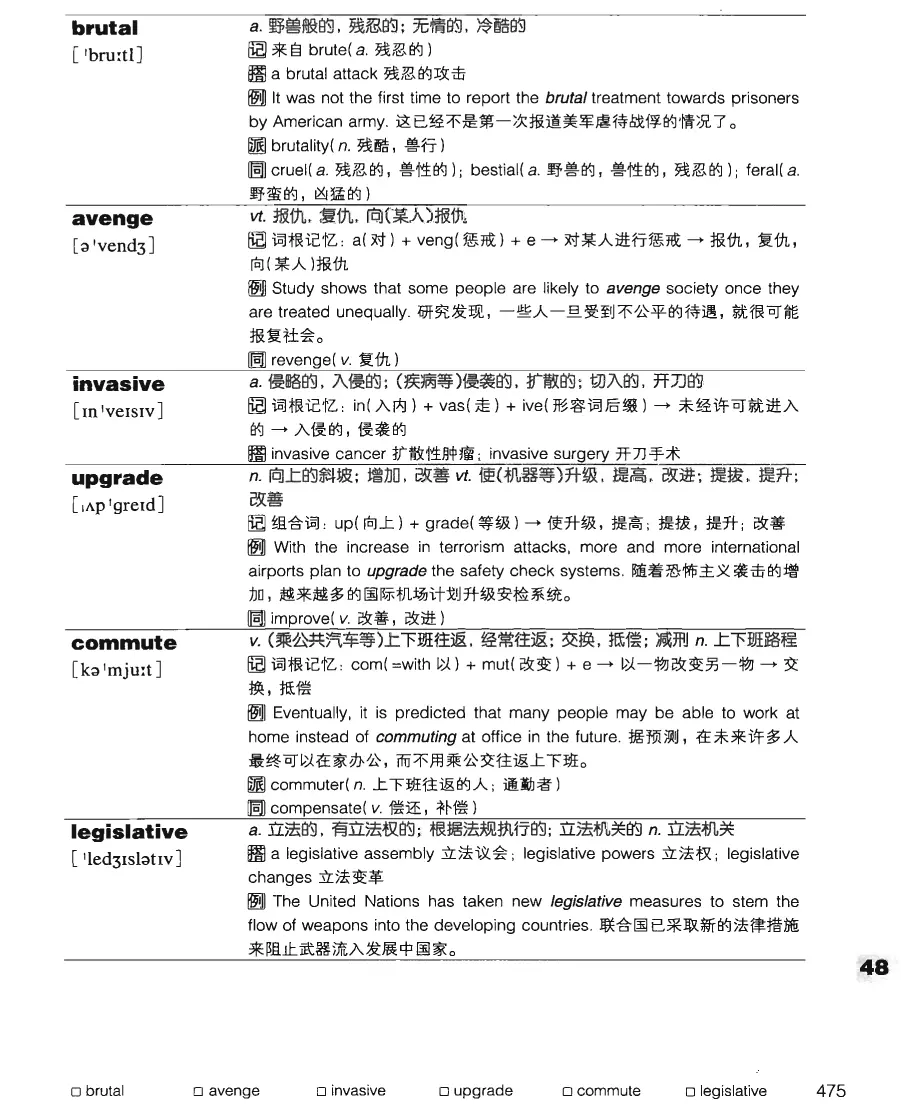 brutal a. 野兽般的, 残忍的; 无情的, 冷酷的
[ ˈbruːtl ] [记] 来自 brute( a. 残忍的 )
[搭] a brutal attack 残忍的攻击
[例] It was not the first time to report the brutal treatment towards prisoners
by American army. 这已经不是第一次报道美军虐待战俘的情况了。
[派] brutality( n. 残酷, 兽行 )
[同] cruel( a. 残忍的, 兽性的 ); bestial( a. 野兽的, 兽性的, 残忍的 ); feral( a.
野蛮的, 凶猛的 )
avenge vt. 报仇, 复仇, 向(某人)报仇
[ əˈvendʒ ] [记] 词根记忆: a( 对 ) + veng( 惩戒 ) + e → 对某人进行惩戒 → 报仇, 复仇,
向( 某人 )报仇
[例] Study shows that some people are likely to avenge society once they
are treated unequally. 研究发现, 一些人一旦受到不公平的待遇, 就很可能
报复社会。
[同] revenge( v. 复仇 )
invasive a. 侵略的, 入侵的; (疾病等)侵袭的, 扩散的; 切入的, 开刀的
[ ɪnˈveɪsɪv ] [记] 词根记忆: in( 入内 ) + vas( 走 ) + ive( 形容词后缀 ) → 未经许可就进入
的 → 入侵的, 侵袭的
[搭] invasive cancer 扩散性肿瘤; invasive surgery 开刀手术
upgrade n. 向上的斜坡; 增加, 改善 vt. 使(机器等)升级, 提高, 改进; 提拔, 提升;
[ ˌʌpˈgreɪd ] 改善
[记] 组合词: up( 向上 ) + grade( 等级 ) → 使升级, 提高; 提拔, 提升; 改善
[例] With the increase in terrorism attacks, more and more international
airports plan to upgrade the safety check systems. 随着恐怖主义袭击的增
加, 越来越多的国际机场计划升级安检系统。
[同] improve( v. 改善, 改进 )
commute v. (乘公共汽车等)上下班往返, 经常往返; 交换, 抵偿; 减刑 n. 上下班路程
[ kəˈmjuːt ] [记] 词根记忆: com( =with 以 ) + mut( 改变 ) + e → 以一物改变另一物 → 交
换, 抵偿
[例] Eventually, it is predicted that many people may be able to work at
home instead of commuting at office in the future. 据预测, 在未来许多人
最终可以在家办公, 而不用乘公交往返上下班。
[派] commuter( n. 上下班往返的人; 通勤者 )
[同] compensate( v. 偿还, 补偿 )
legislative a. 立法的, 有立法权的; 根据法规执行的; 立法机关的 n. 立法机关
[ ˈledʒɪslətɪv ] [搭] a legislative assembly 立法议会; legislative powers 立法权; legislative
changes 立法变革
[例] The United Nations has taken new legislative measures to stem the
flow of weapons into the developing countries. 联合国已采取新的法律措施
来阻止武器流入发展中国家。
48
□ brutal □ avenge □ invasive □ upgrade □ commute □ legislative 475